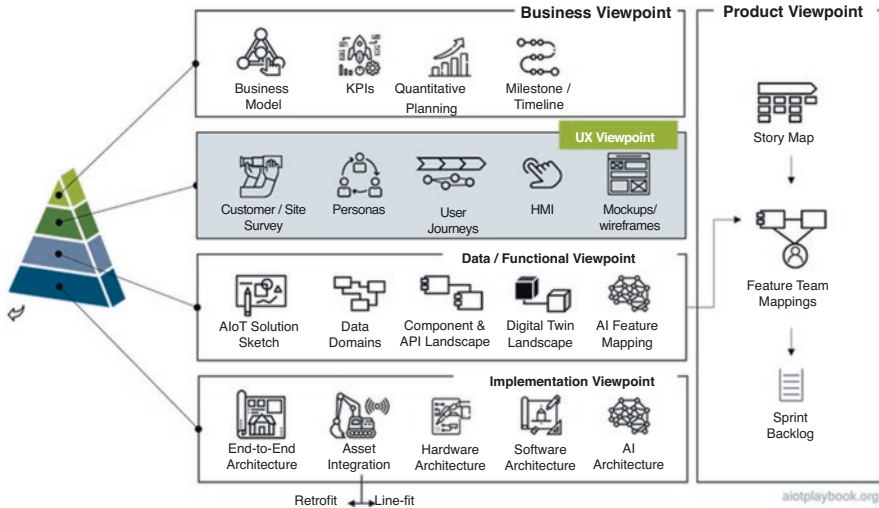 Business Viewpoint
Business
Model
KPIs
Quantitative
Planning
Milestone /
Timeline
UX Viewpoint
Customer / Site
Survey
Personas
User
Journeys
HMI
Mockups/
wireframes
Data / Functional Viewpoint
AIoT Solution
Sketch
Data
Domains
Component &
API Landscape
Digital Twin
Landscape
AI Feature
Mapping
Implementation Viewpoint
End-to-End
Architecture
Asset
Integration
Hardware
Architecture
Software
Architecture
AI
Architecture
Retrofit
Line-fit
Product Viewpoint
Story Map
Feature Team
Mappings
Sprint
Backlog
aiotplaybook.org